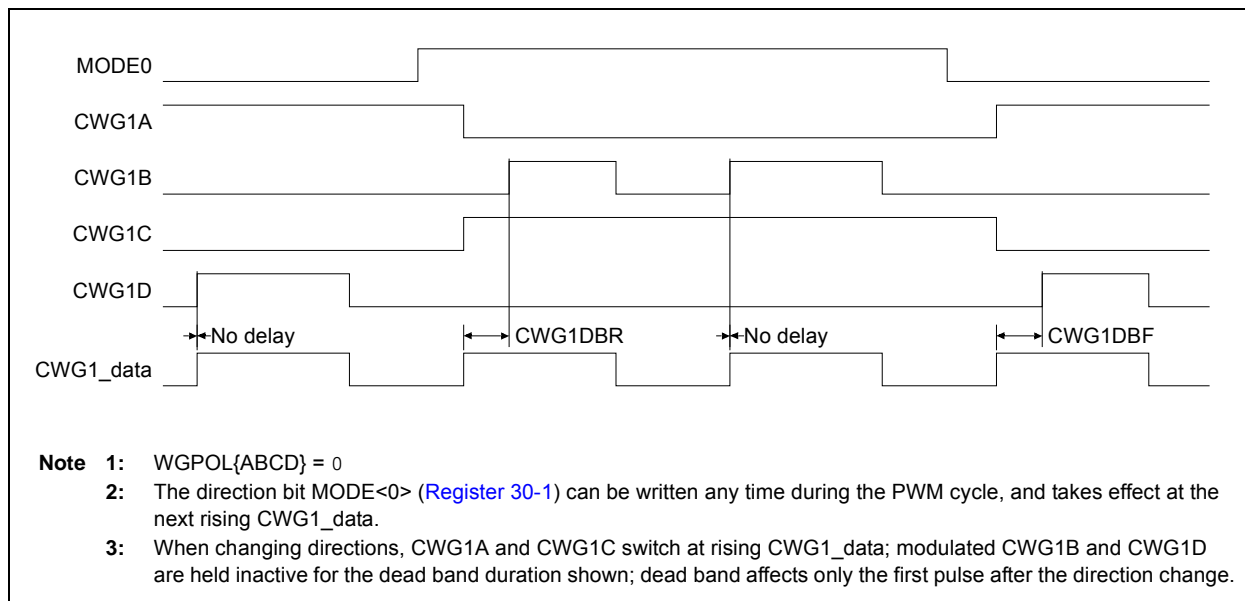 MODE0
CWG1A
CWG1B
CWG1C
CWG1D
No delay CWG1DBR No delay CWG1DBF
CWG1_data
Note 1: WGPOL{ABCD} = 0
2: The direction bit MODE<0> (Register 30-1) can be written any time during the PWM cycle, and takes effect at the
next rising CWG1_data.
3: When changing directions, CWG1A and CWG1C switch at rising CWG1_data; modulated CWG1B and CWG1D
are held inactive for the dead band duration shown; dead band affects only the first pulse after the direction change.